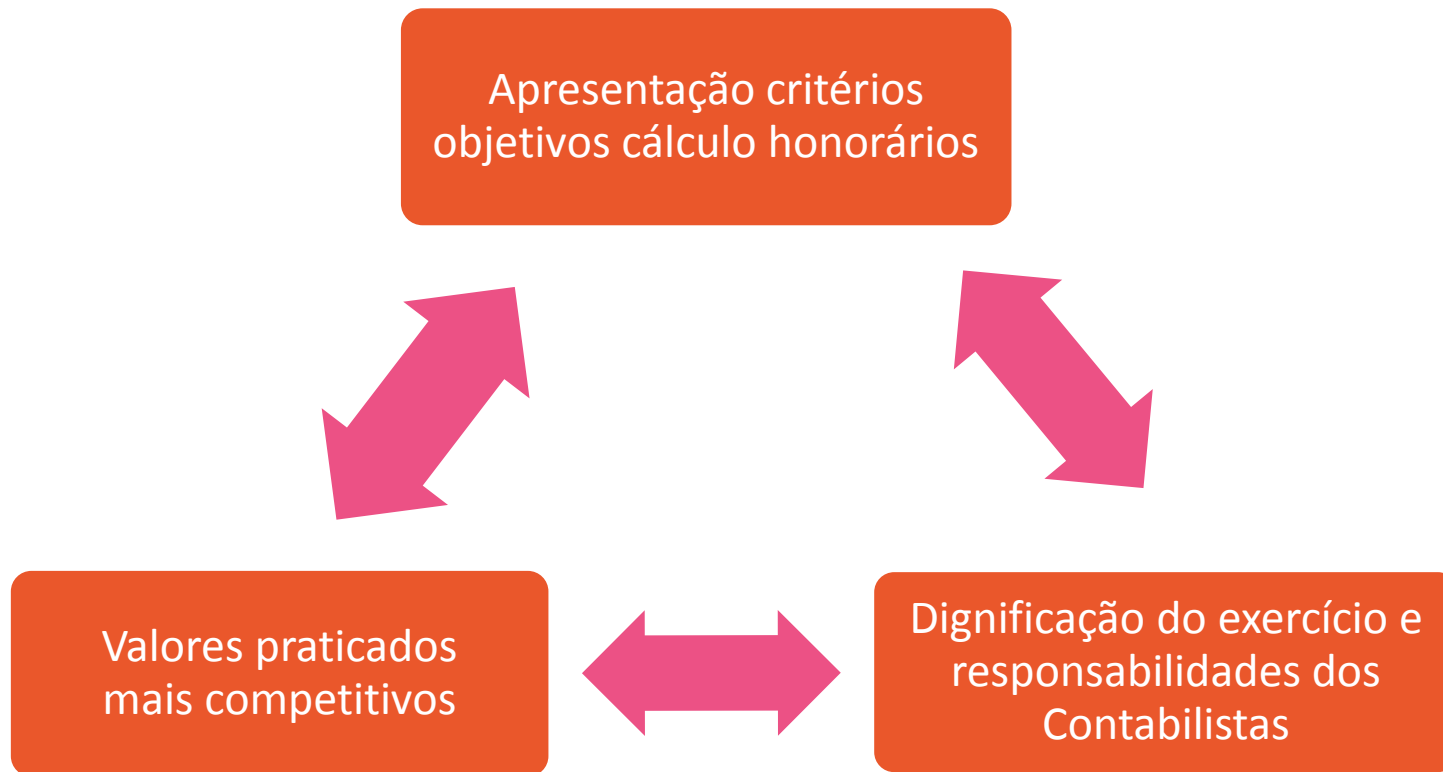 Apresentação critérios
objetivos cálculo honorários
Valores praticados
mais competitivos
Dignificação do exercício e
responsabilidades dos
Contabilistas